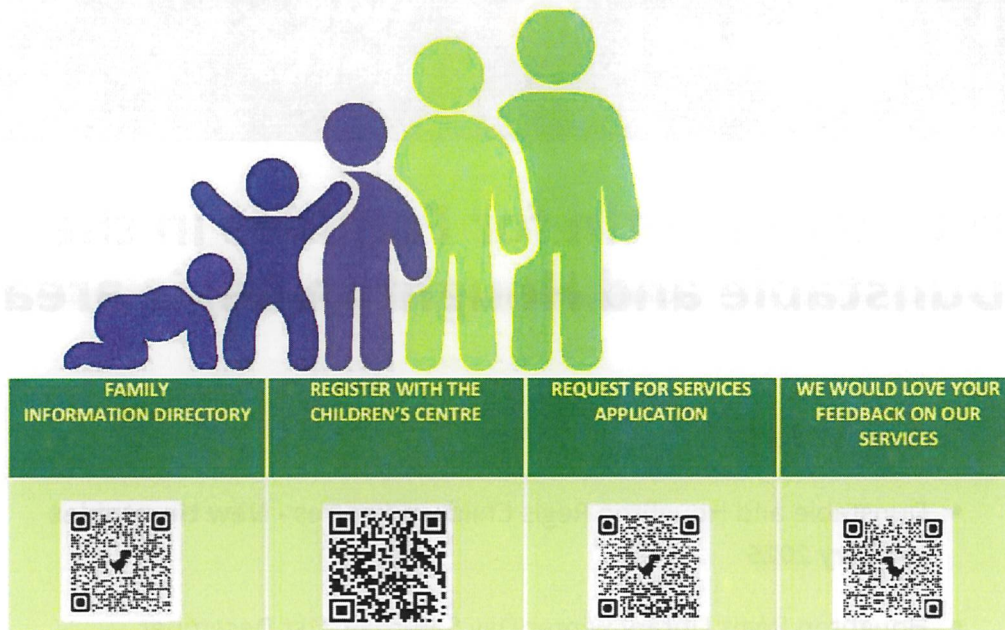 FAMILY
INFORMATION DIRECTORY
REGISTER WITH THE
CHILDREN'S CENTRE
REQUEST FOR SERVICES
APPLICATION
WE WOULD LOVE YOUR
FEEDBACK ON OUR
SERVICES